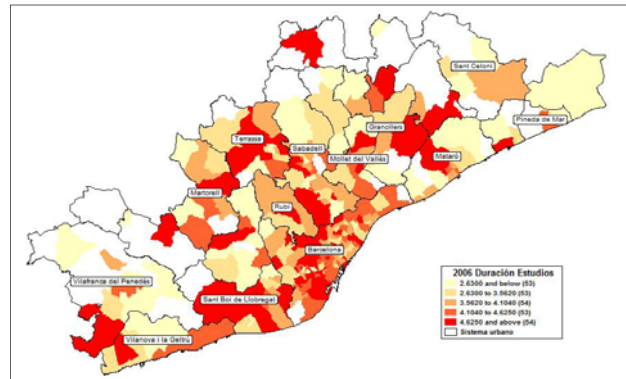 Sant Celoni
Pineda de Mar
Granollers
Terrassa
Sabadell
Mollet del Vallès
Mataró
Martorell
Rubí
Barcelona
Vilafranca del Penedès
Sant Boi de Llobregat
Vilanova i la Geltrú
2006 Duración Estudios
2.6300 and below (53)
2.6300 to 3.5620 (53)
3.5620 to 4.1040 (54)
4.1040 to 4.6250 (53)
4.6250 and above (54)
Sistema urbano